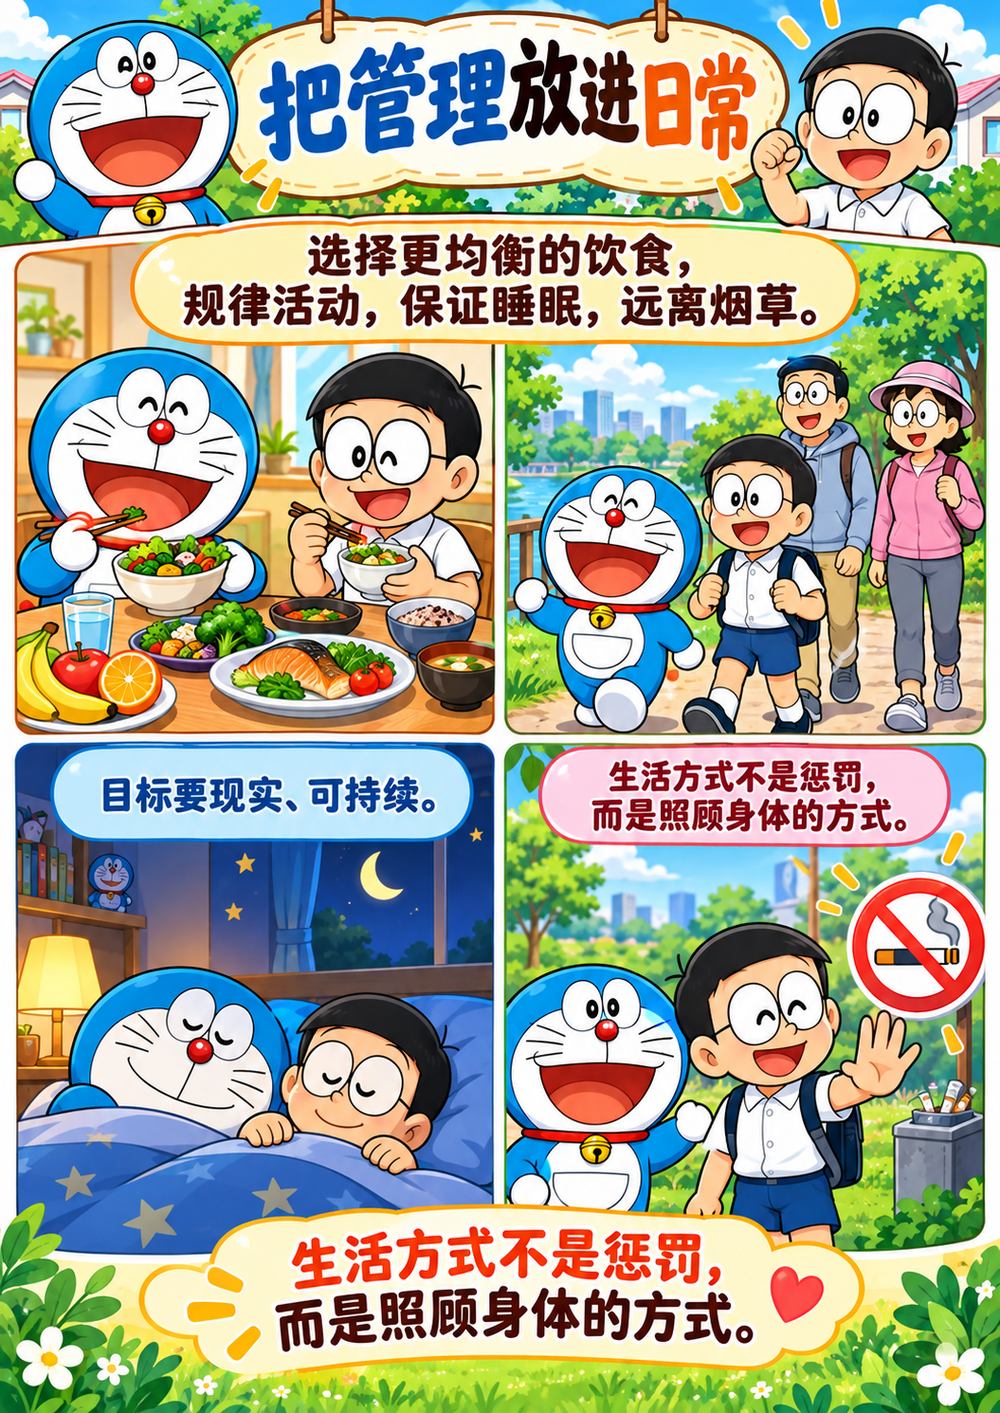 把管理放进日常
选择更均衡的饮食，
规律活动，保证睡眠，远离烟草。
目标要现实、可持续。
生活方式不是惩罚，
而是照顾身体的方式。
生活方式不是惩罚，
而是照顾身体的方式。